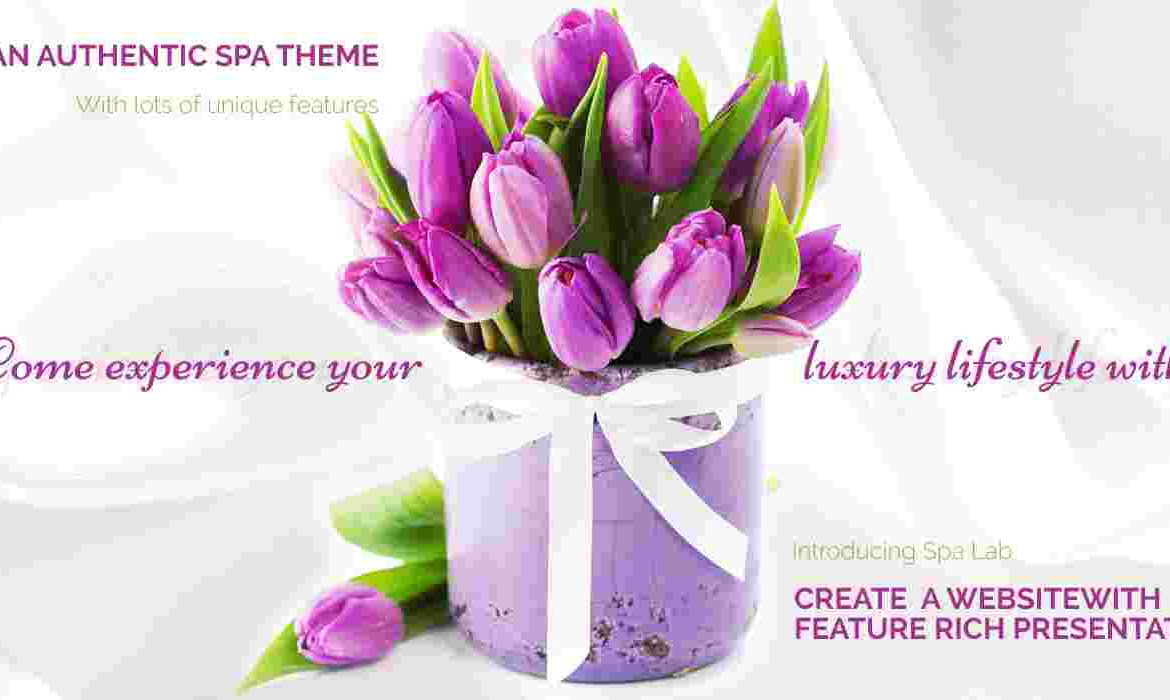 AN AUTHENTIC SPA THEME
With lots of unique features
Come experience your luxury lifestyle with
Introducing Spa Lab
CREATE A WEBSITEWITH
FEATURE RICH PRESENTAT